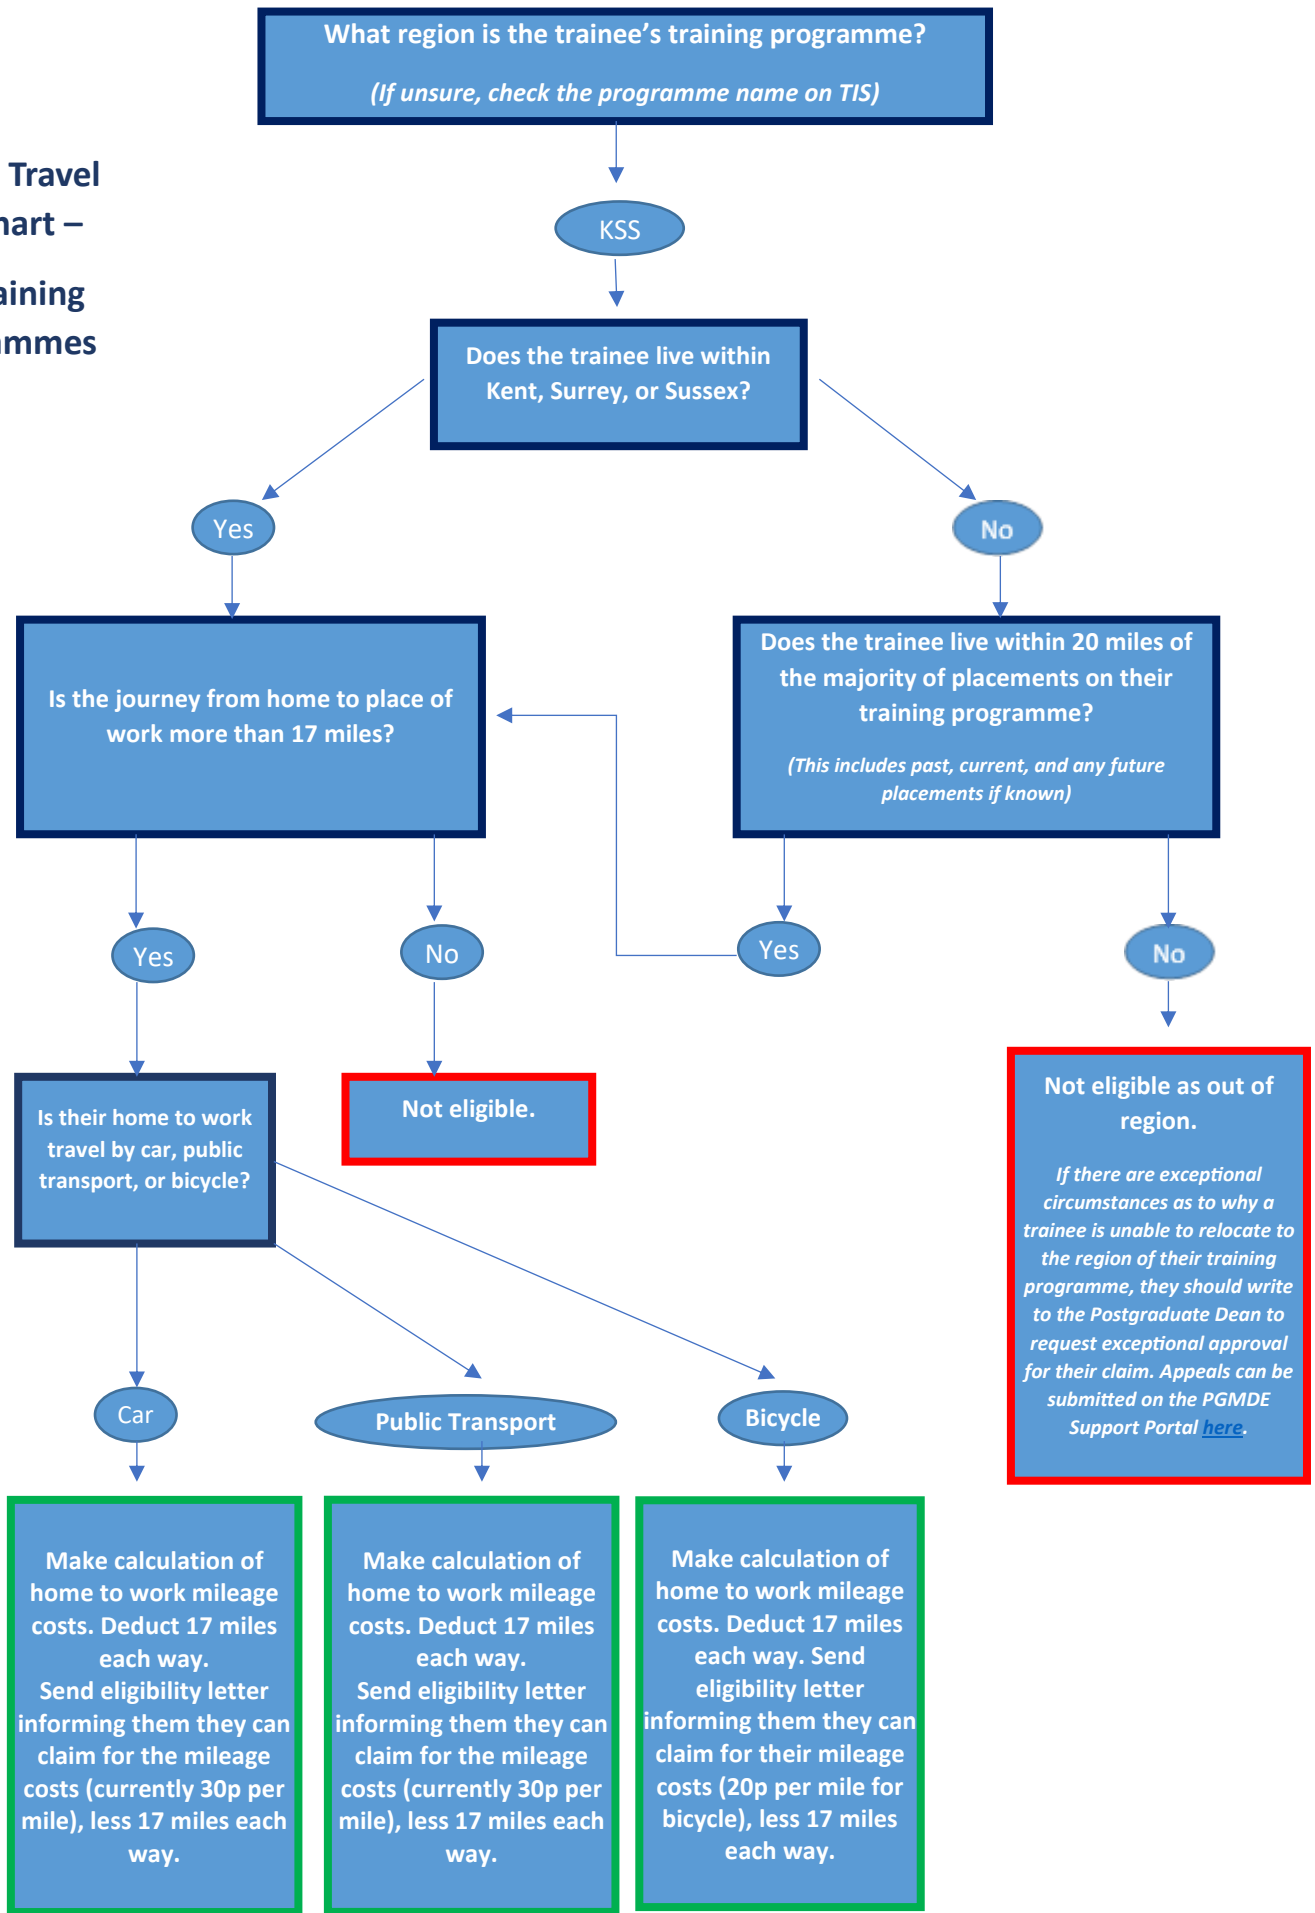 What region is the trainee’s training programme?
(If unsure, check the programme name on TIS)
Travel
–
KSS
Does the trainee live within
Kent, Surrey, or Sussex?
Yes
No
Is the journey from home to place of
work more than 17 miles?
Does the trainee live within 20 miles of
the majority of placements on their
training programme?
(This includes past, current, and any future
placements if known)
Yes
No
Yes
No
Is their home to work
travel by car, public
transport, or bicycle?
Not eligible.
Not eligible as out of
region.
If there are exceptional
circumstances as to why a
trainee is unable to relocate to
the region of their training
programme, they should write
to the Postgraduate Dean to
request exceptional approval
for their claim. Appeals can be
submitted on the PGMDE
Support Portal here.
Car
Public Transport
Bicycle
Make calculation of
home to work mileage
costs. Deduct 17 miles
each way.
Send eligibility letter
informing them they can
claim for the mileage
costs (currently 30p per
mile), less 17 miles each
way.
Make calculation of
home to work mileage
costs. Deduct 17 miles
each way.
Send eligibility letter
informing them they can
claim for the mileage
costs (currently 30p per
mile), less 17 miles each
way.
Make calculation of
home to work mileage
costs. Deduct 17 miles
each way. Send
eligibility letter
informing them they can
claim for their mileage
costs (20p per mile for
bicycle), less 17 miles
each way.